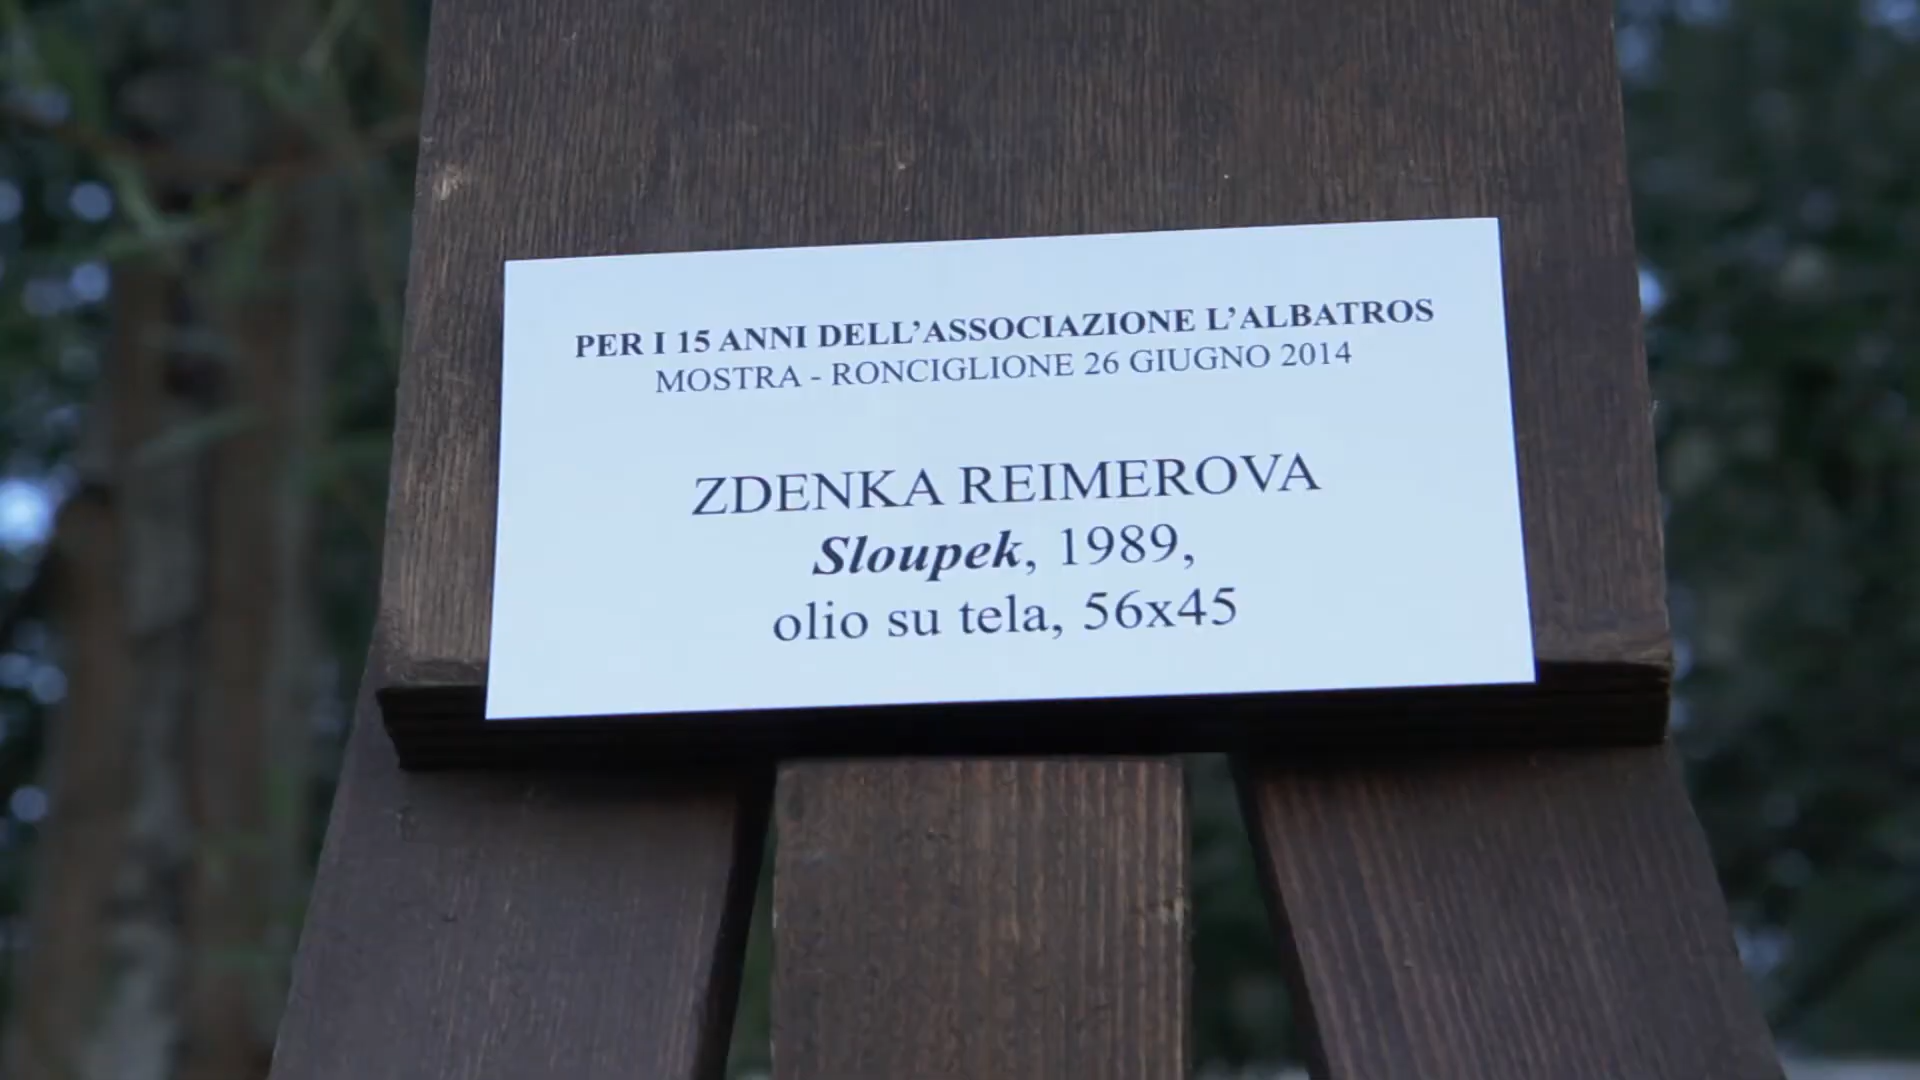 PER I 15 ANNI DELL'ASSOCIAZIONE L'ALBATROS
MOSTRA - RONCIGLIONE 26 GIUGNO 2014
ZDENKA REIMEROVA
Sloupek, 1989,
olio su tela, 56x45